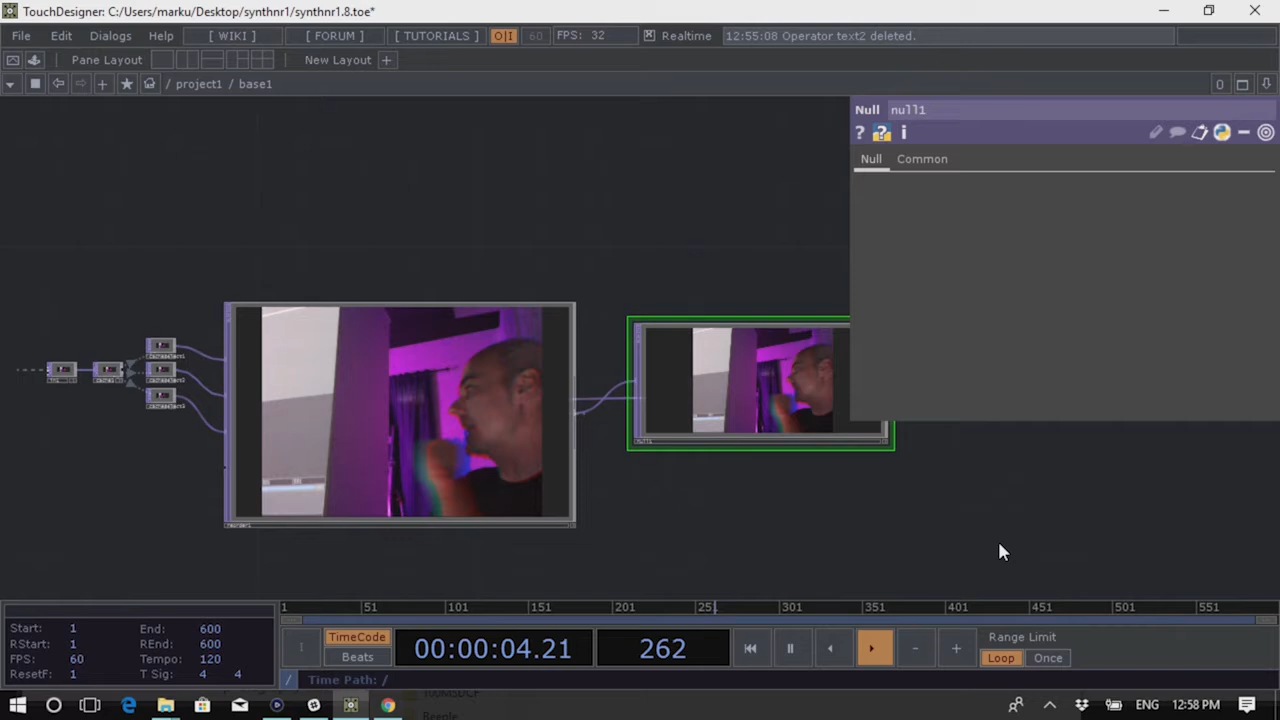 TouchDesigner: C:/Users/marku/Desktop/synthnr1/synthnr1.8.toe*
File Edit Dialogs Help [ WIKI ] [ FORUM ] [ TUTORIALS ] O|I 60 FPS: 32 Realtime 12:55:08 Operator text2 deleted.
Pane Layout New Layout +
/ project1 / base1 0
Null null1
? ? i
Null Common
reorder1
null1
1 51 101 151 201 251 301 351 401 451 501 551
Start: 1 End: 600
RStart: 1 REnd: 600
FPS: 60 Tempo: 120
ResetF: 1 T Sig: 4 4
TimeCode
Beats
00:00:04.21 262
Range Limit
Loop Once
/ Time Path: /
100MSDCF
Beeple
ENG 12:58 PM